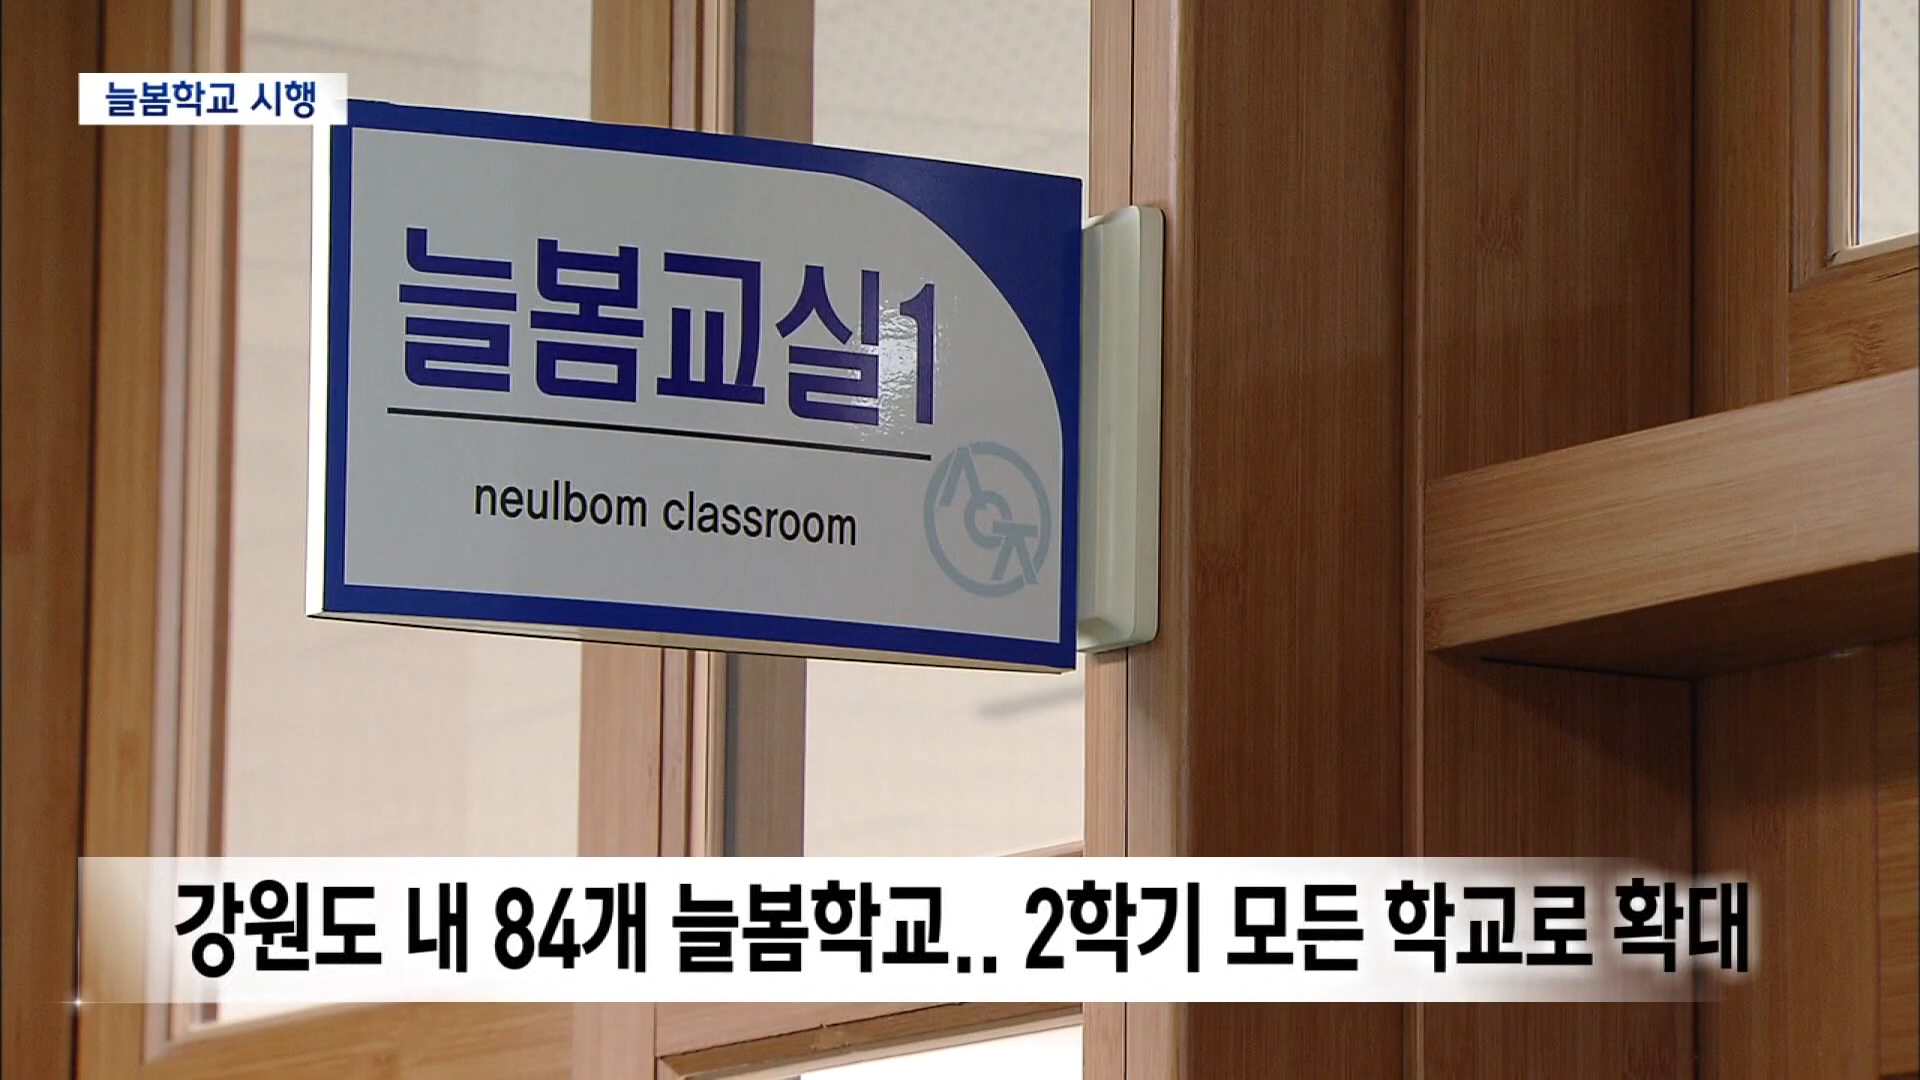 늘봄학교 시행
늘봄교실1
neulbom classroom
강원도 내 84개 늘봄학교.. 2학기 모든 학교로 확대